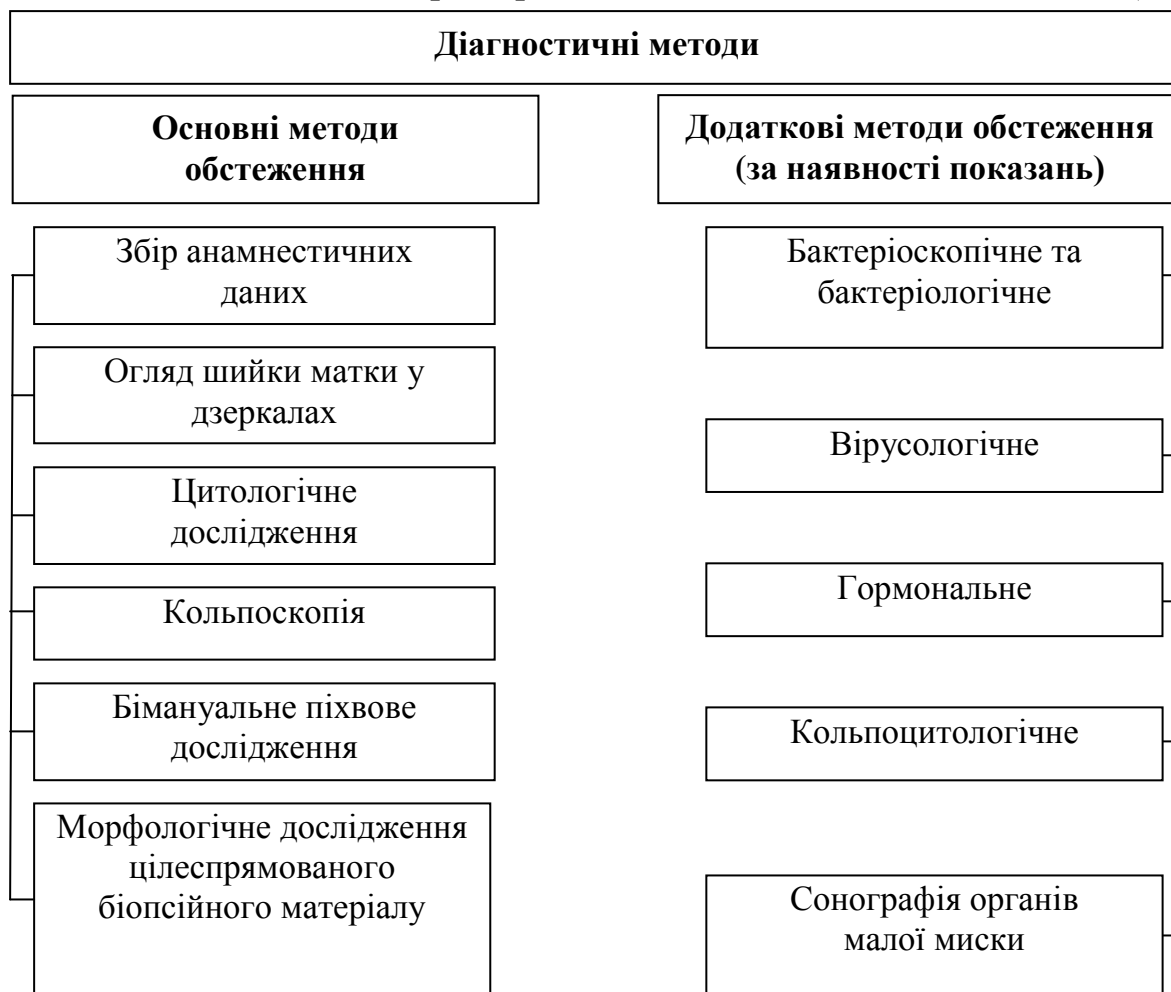 Діагностичні методи
Основні методи
обстеження
Збір анамнестичних
даних
Огляд шийки матки у
дзеркалах
Цитологічне
дослідження
Кольпоскопія
Бімануальне піхвове
дослідження
Морфологічне дослідження
цілеспрямованого
біопсійного матеріалу
Додаткові методи обстеження
(за наявності показань)
Бактеріоскопічне та
бактеріологічне
Вірусологічне
Гормональне
Кольпоцитологічне
Сонографія органів
малої миски